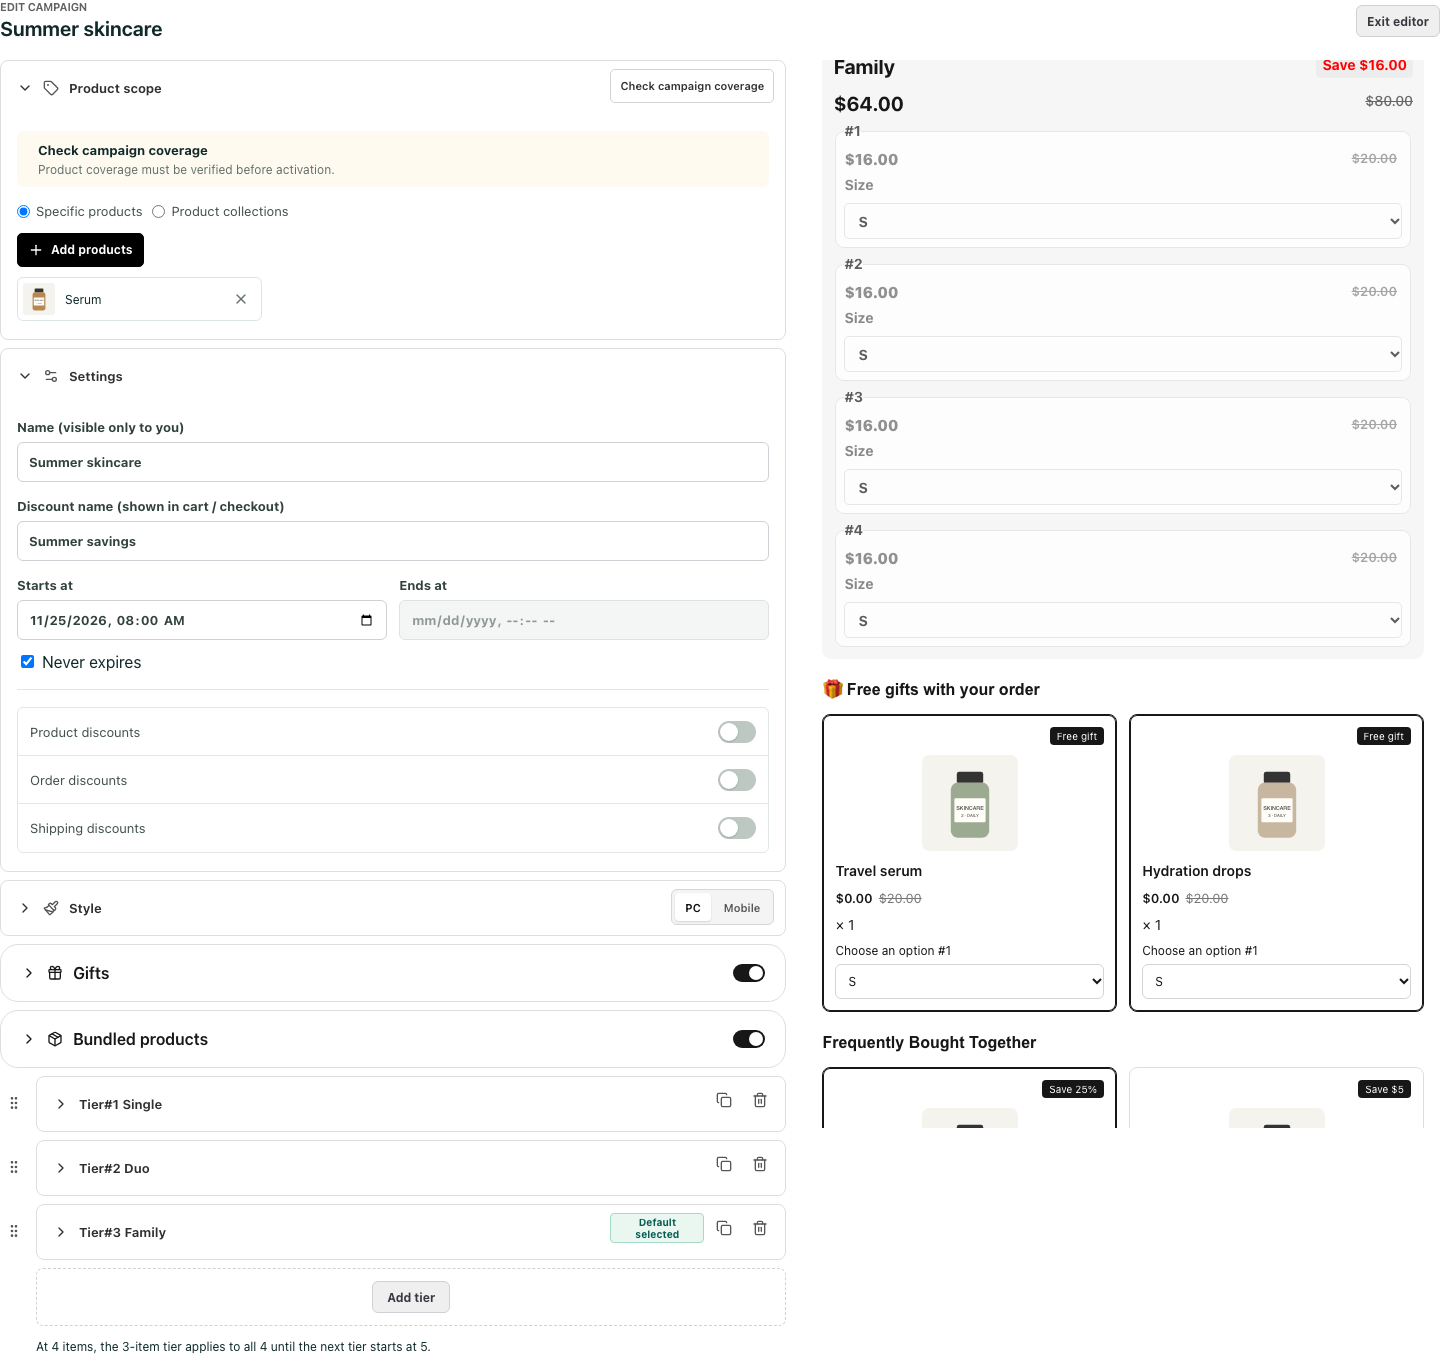 EDIT CAMPAIGN
Summer skincare
Exit editor
Product scope
Check campaign coverage
Check campaign coverage
Product coverage must be verified before activation.
Specific products
Product collections
Add products
Serum
Settings
Name (visible only to you)
Summer skincare
Discount name (shown in cart / checkout)
Summer savings
Starts at
Ends at
11/25/2026, 08:00 AM
mm/dd/yyyy, --:-- --
Never expires
Product discounts
Order discounts
Shipping discounts
Style
PC
Mobile
Gifts
Bundled products
Tier#1 Single
Tier#2 Duo
Tier#3 Family
Default
selected
Add tier
At 4 items, the 3-item tier applies to all 4 until the next tier starts at 5.
Family
Save $16.00
$64.00
$80.00
#1
$16.00
$20.00
Size
S
#2
$16.00
$20.00
Size
S
#3
$16.00
$20.00
Size
S
#4
$16.00
$20.00
Size
S
Free gifts with your order
Free gift
SKINCARE
2 · DAILY
Travel serum
$0.00 $20.00
× 1
Choose an option #1
S
Free gift
SKINCARE
3 · DAILY
Hydration drops
$0.00 $20.00
× 1
Choose an option #1
S
Frequently Bought Together
Save 25%
Save $5